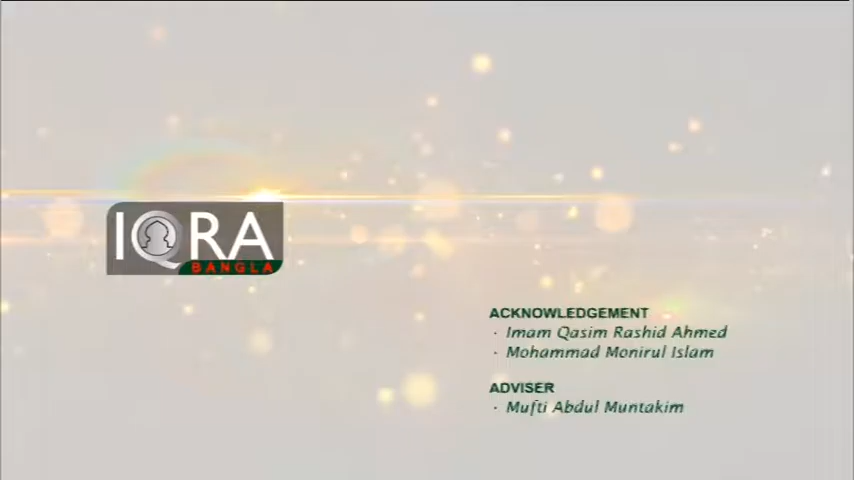 IQRA
BANGLA
ACKNOWLEDGEMENT
· Imam Qasim Rashid Ahmed
· Mohammad Monirul Islam
ADVISER
· Mufti Abdul Muntakim